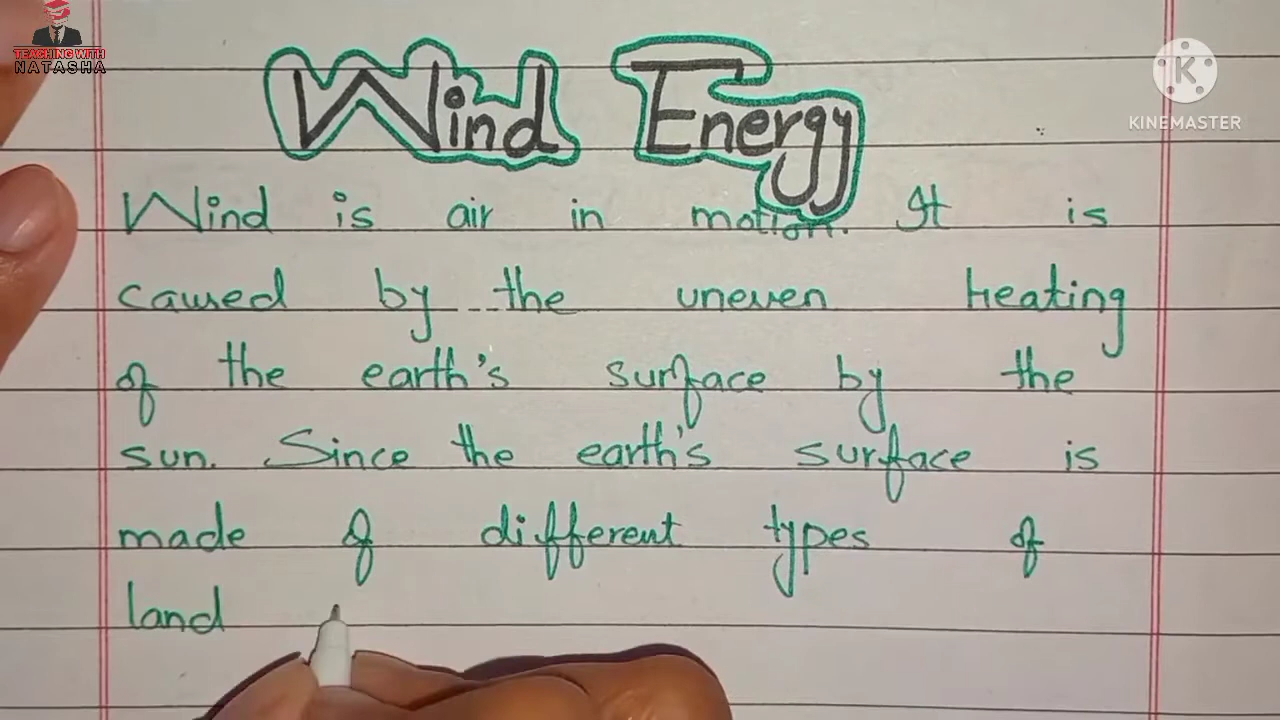 TEACHING WITH
NATASHA
K
KINEMASTER
Wind Energy
Wind is air in motion. It is
caused by the uneven Heating
of the earth's surface by the
sun. Since the earth's surface is
made of different types of
land